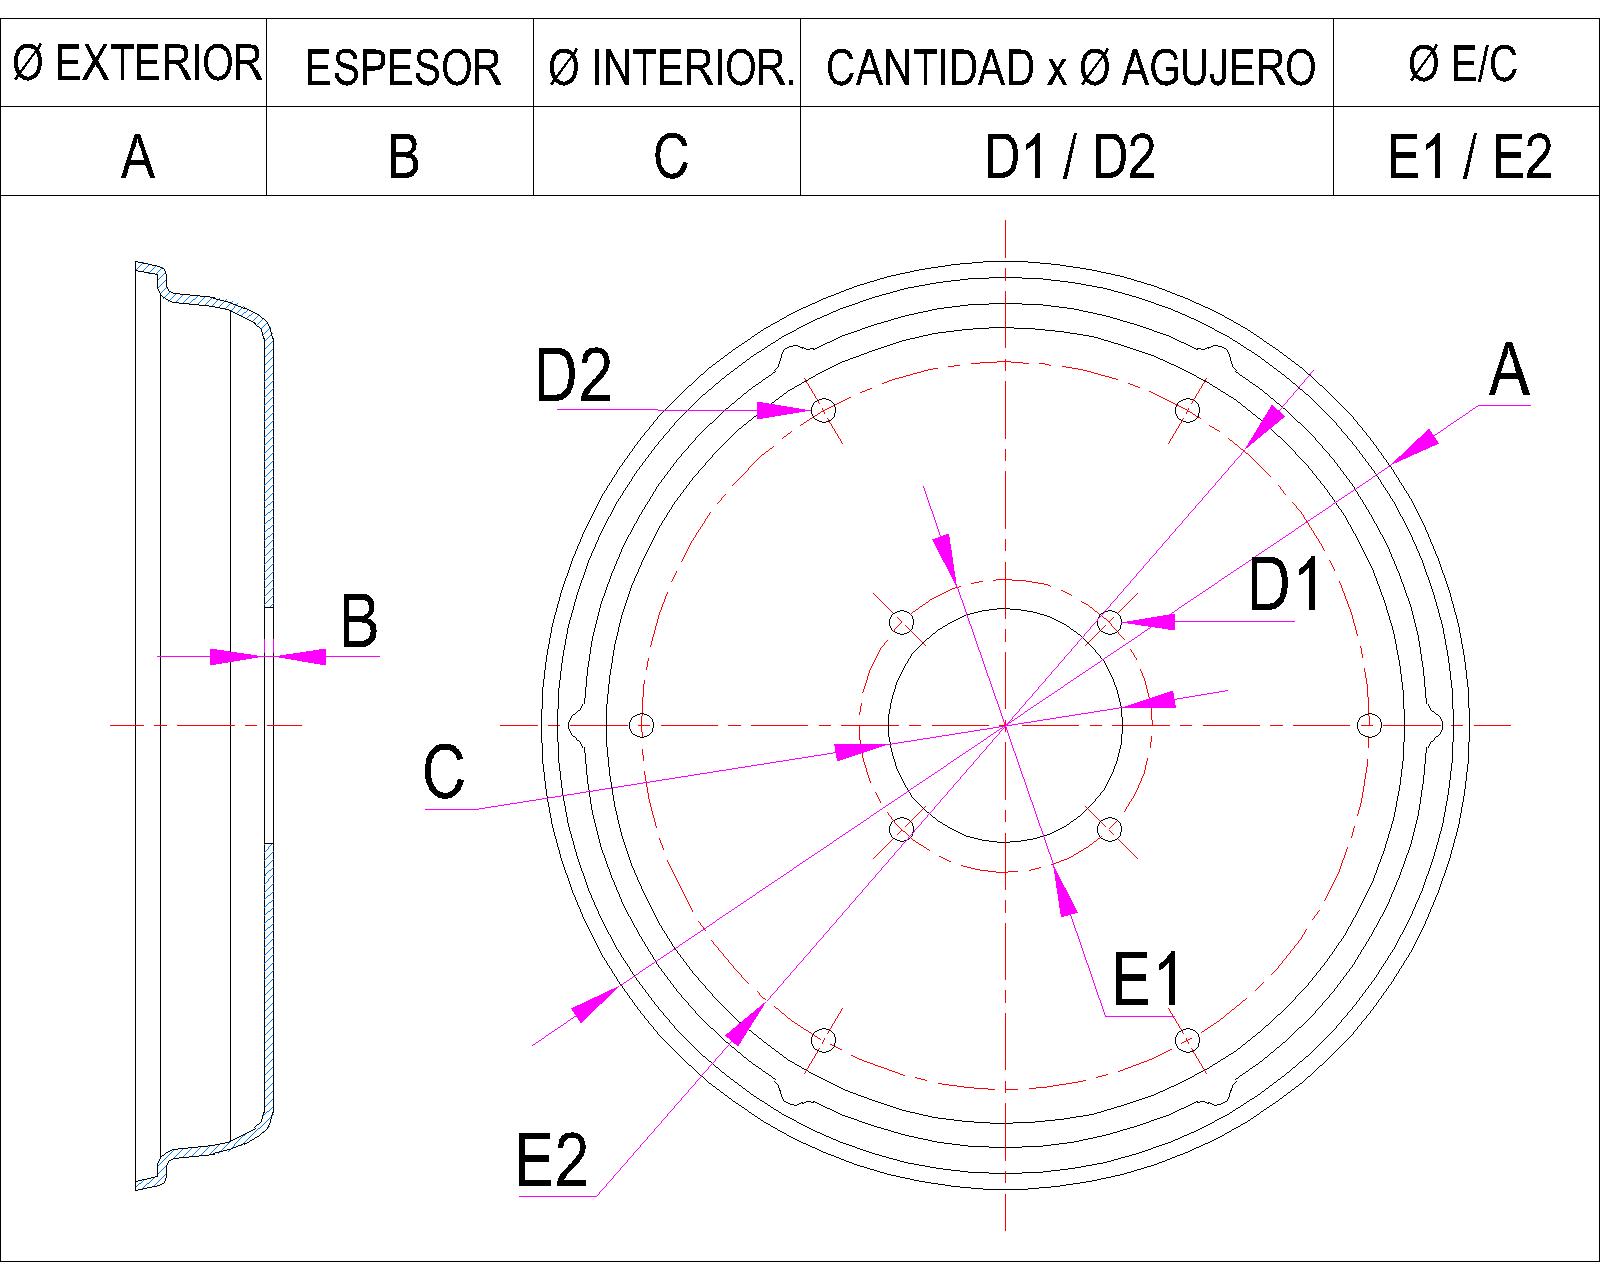 Ø EXTERIOR ESPESOR Ø INTERIOR. CANTIDAD x Ø AGUJERO Ø E/C
A B C D1 / D2 E1 / E2
D2
A
D1
B
C
E1
E2